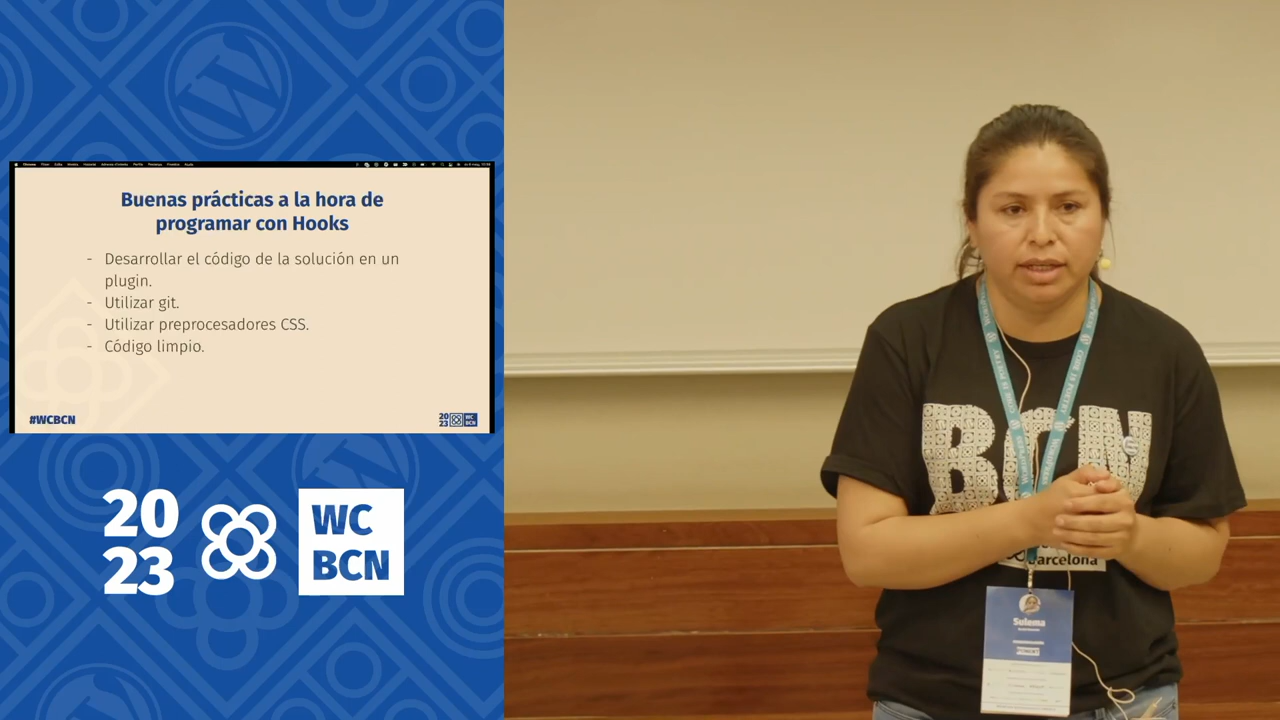 Buenas prácticas a la hora de
programar con Hooks
- Desarrollar el código de la solución en un
plugin.
- Utilizar git.
- Utilizar preprocesadores CSS.
- Código limpio.
#WCBCN
20
23
WC
BCN
20
23
WC
BCN
BCN
Barcelona
Sulema